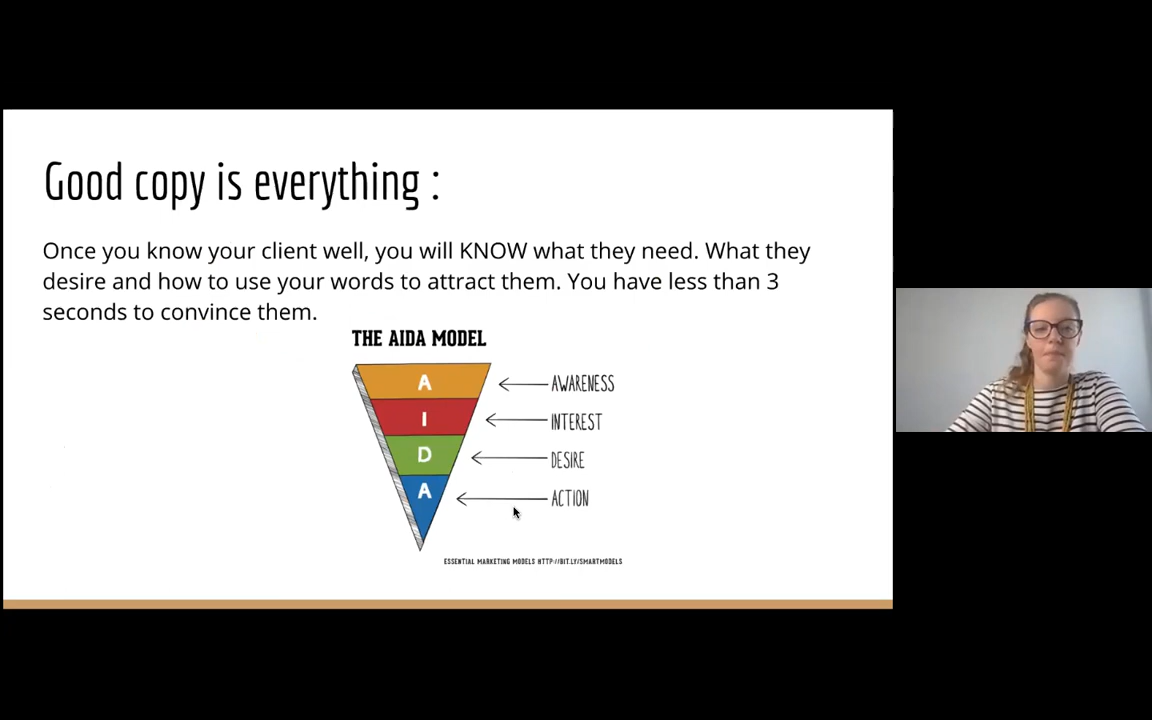 Good copy is everything :
Once you know your client well, you will KNOW what they need. What they
desire and how to use your words to attract them. You have less than 3
seconds to convince them.
THE AIDA MODEL
A
AWARENESS
I
INTEREST
D
DESIRE
A
ACTION
ESSENTIAL MARKETING MODELS HTTP://BIT.LY/SMARTMODELS